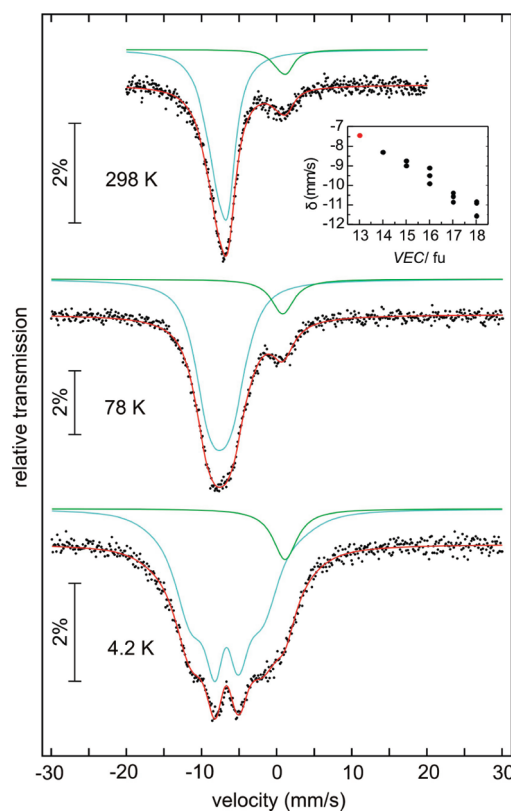 298 K
2%
-7
-8
-9
-10
-11
-12
δ (mm/s)
13 14 15 16 17 18
VEC/ fu
78 K
2%
relative transmission
4.2 K
2%
-30 -20 -10 0 10 20 30
velocity (mm/s)